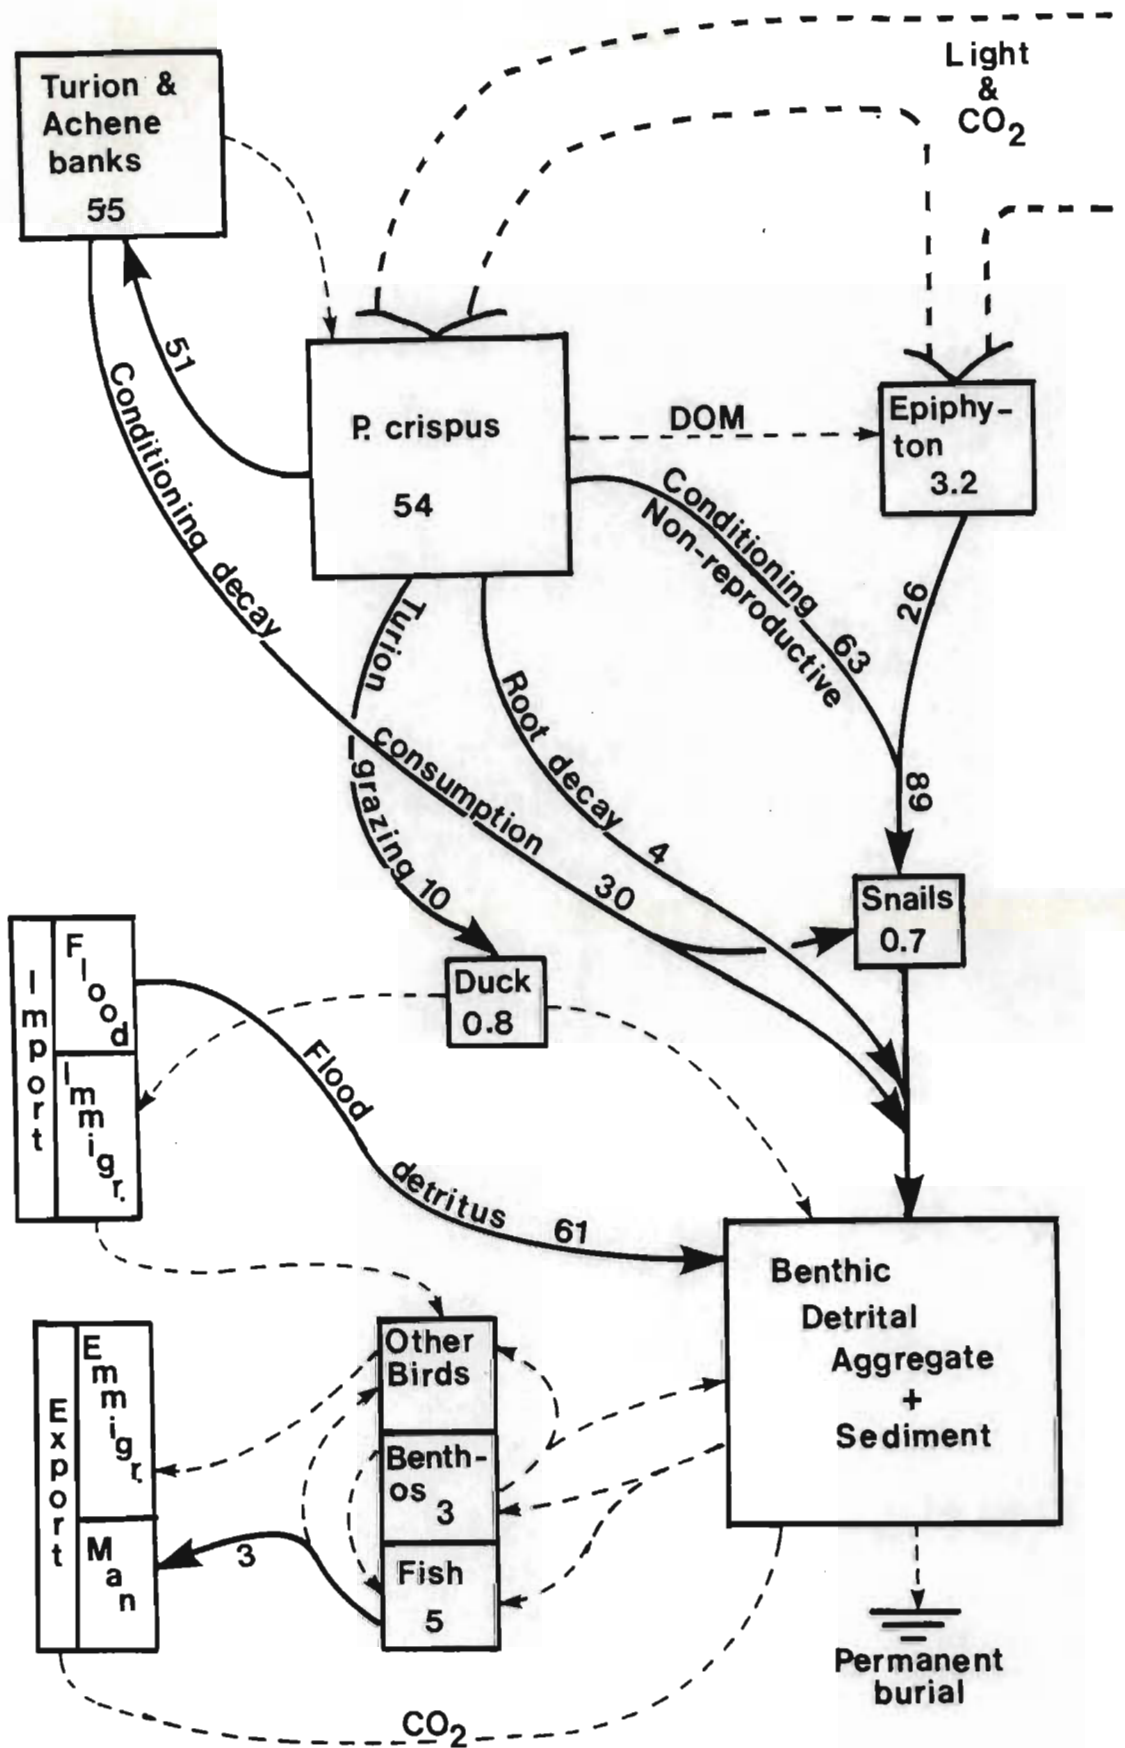 Light
&
CO2
Turion &
Achene
banks
55
51
P. crispus
54
DOM
Epiphy-
ton
3.2
Conditioning decay
consumption
30
Conditioning
Non-reproductive
63
26
89
Turion
grazing 10
Root decay 4
Snails
0.7
Duck
0.8
Import
Flood
Immigr.
Flood
detritus 61
Benthic
Detrital
Aggregate
+
Sediment
Other
Birds
Benth-
os 3
Fish
5
Export
Emmigr.
Man
3
Permanent
burial
CO2